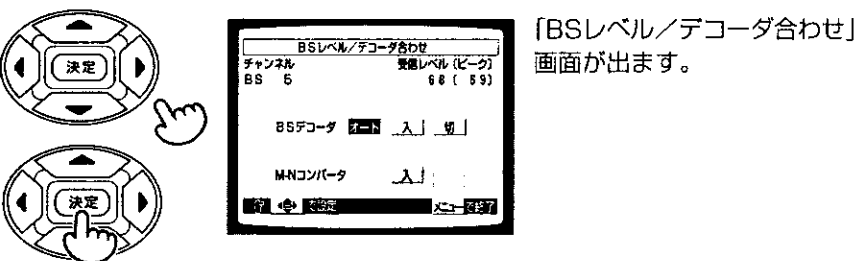 決定
決定
BSレベル/デコーダ合わせ
チャンネル 受信レベル(ピーク)
BS 5 68( 69)
BSデコーダ オート 入 切
M-Nコンバータ 入
で設定 メニューで終了
「BSレベル/デコーダ合わせ」
画面が出ます。